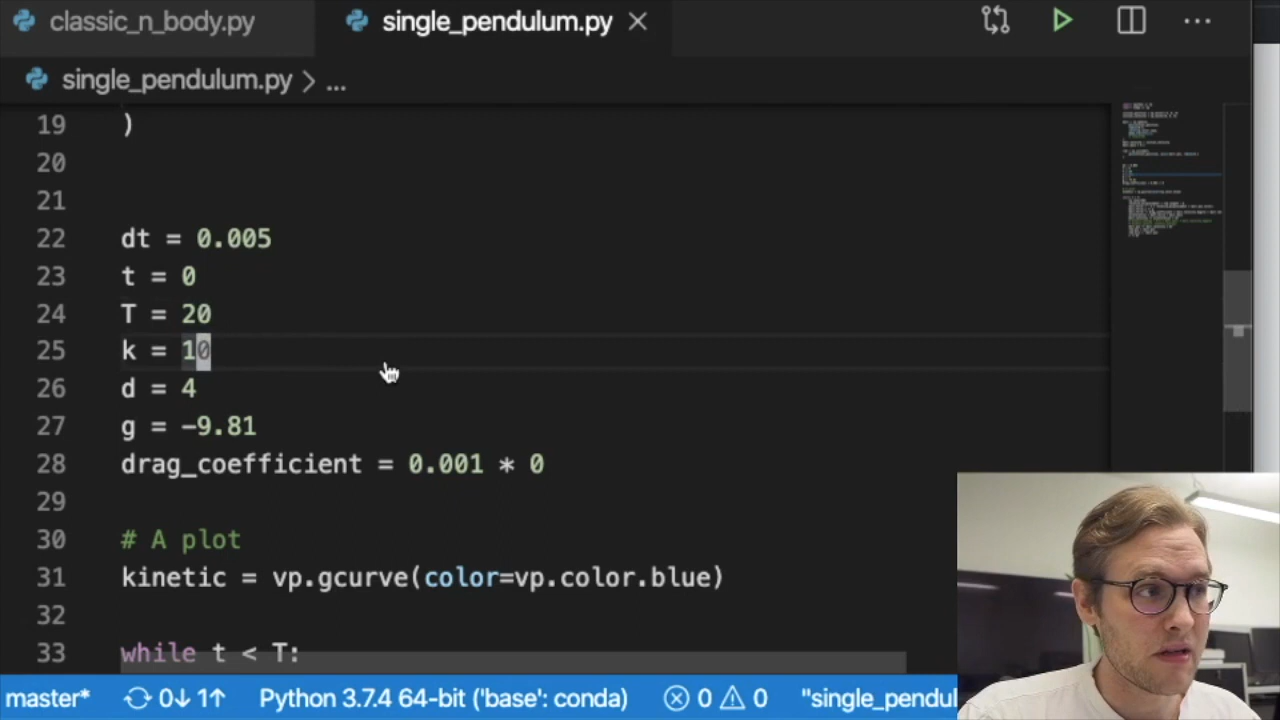 classic_n_body.py single_pendulum.py
single_pendulum.py > ...
19 )
20
21
22 dt = 0.005
23 t = 0
24 T = 20
25 k = 10
26 d = 4
27 g = -9.81
28 drag_coefficient = 0.001 * 0
29
30 # A plot
31 kinetic = vp.gcurve(color=vp.color.blue)
32
33 while t < T:
master* 0↓ 1↑ Python 3.7.4 64-bit ('base': conda) 0 0 "single_pendul